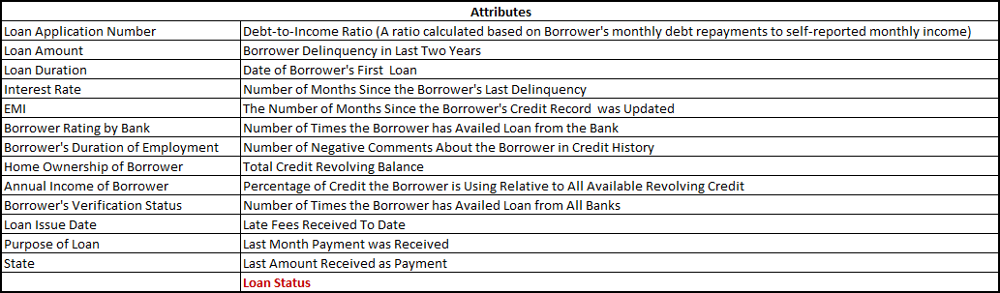 Attributes
Loan Application Number Debt-to-Income Ratio (A ratio calculated based on Borrower's monthly debt repayments to self-reported monthly income)
Loan Amount Borrower Delinquency in Last Two Years
Loan Duration Date of Borrower's First Loan
Interest Rate Number of Months Since the Borrower's Last Delinquency
EMI The Number of Months Since the Borrower's Credit Record was Updated
Borrower Rating by Bank Number of Times the Borrower has Availed Loan from the Bank
Borrower's Duration of Employment Number of Negative Comments About the Borrower in Credit History
Home Ownership of Borrower Total Credit Revolving Balance
Annual Income of Borrower Percentage of Credit the Borrower is Using Relative to All Available Revolving Credit
Borrower's Verification Status Number of Times the Borrower has Availed Loan from All Banks
Loan Issue Date Late Fees Received To Date
Purpose of Loan Last Month Payment was Received
State Last Amount Received as Payment
Loan Status